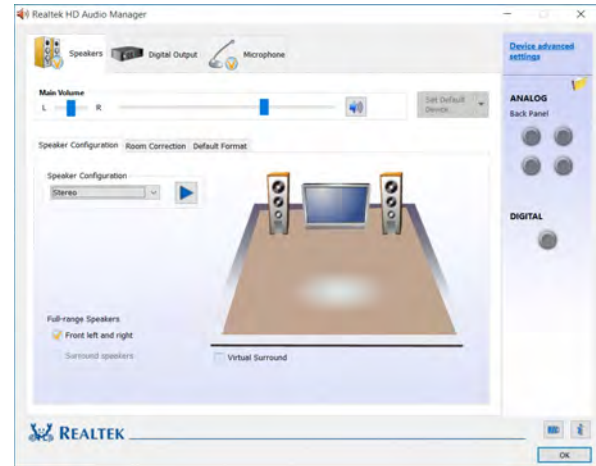 Realtek HD Audio Manager
Speakers
Digital Output
Microphone
Device advanced
settings
Main Volume
L
R
Set Default
Device
ANALOG
Back Panel
Speaker Configuration
Room Correction
Default Format
Speaker Configuration
Stereo
DIGITAL
Full-range Speakers
Front left and right
Surround speakers
Virtual Surround
REALTEK
OK